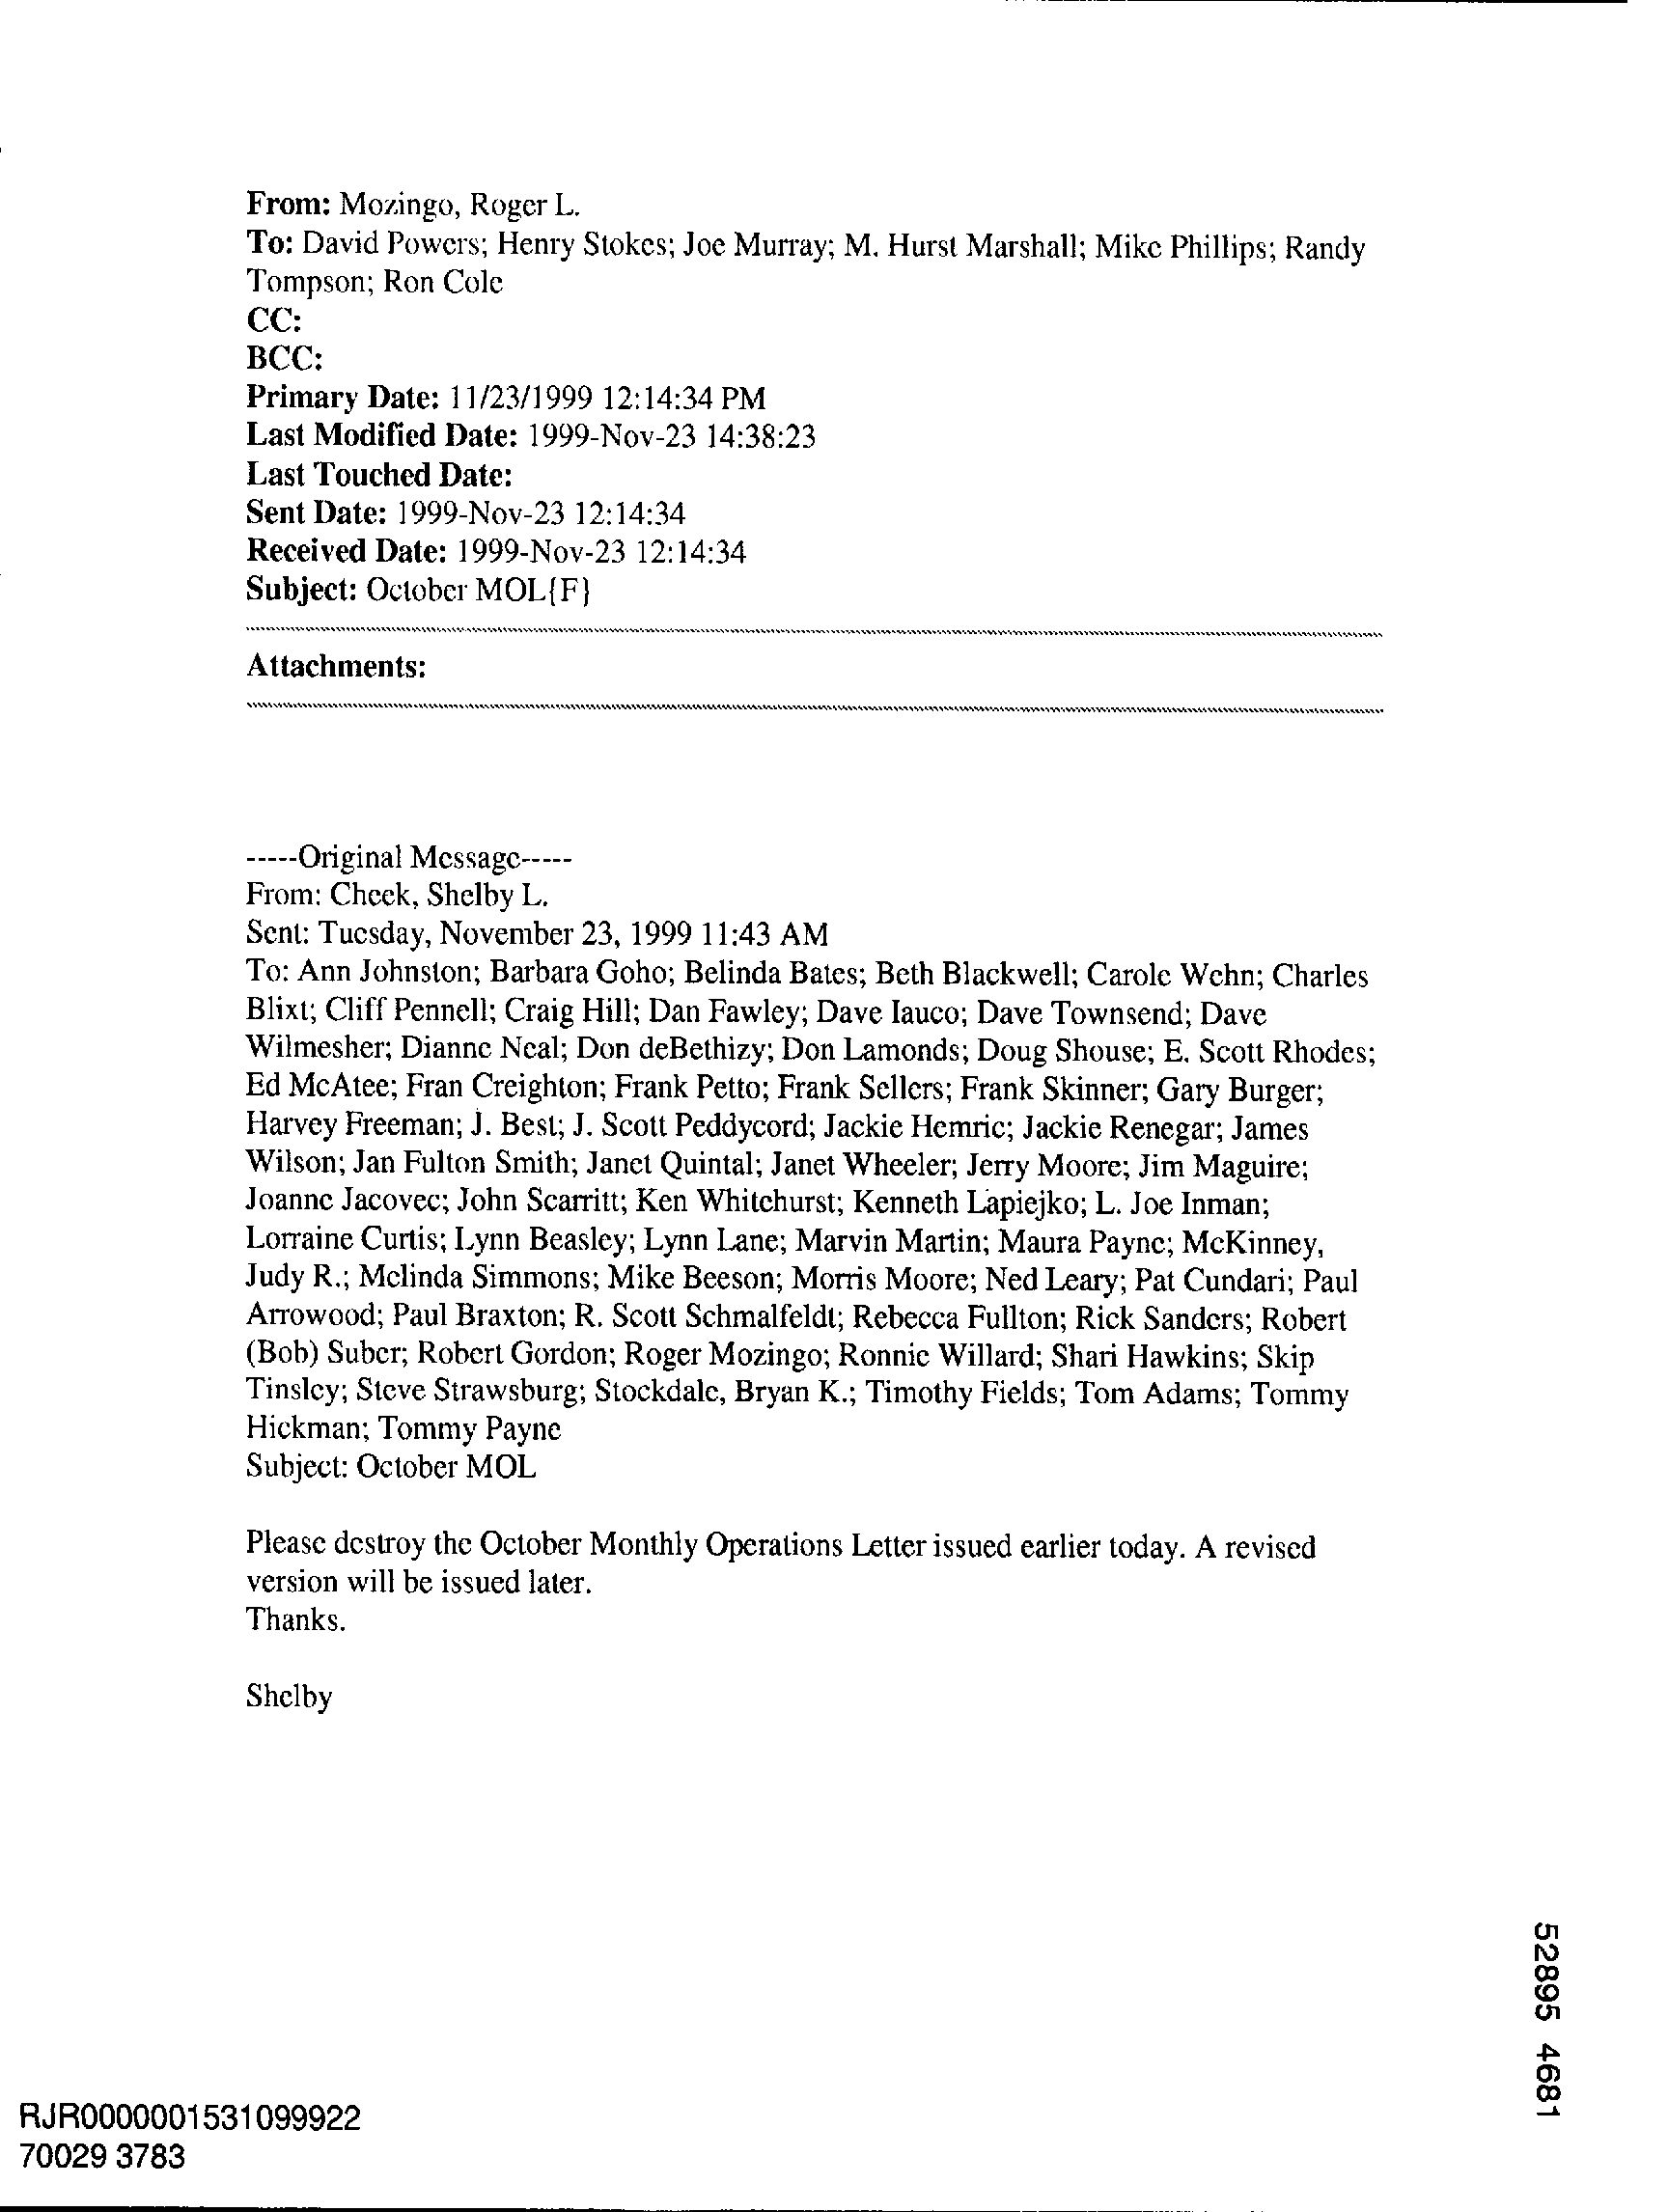 From: Mozingo, Roger L.
To: David Powers; Henry Stokes; Joe Murray; M. Hurst Marshall; Mike Phillips; Randy
Tompson; Ron Cole
CC:
BCC:
Primary Date: 11/23/1999 12:14:34 PM
Last Modified Date: 1999-Nov-23 14:38:23
Last Touched Date:
Sent Date: 1999-Nov-23 12:14:34
Received Date: 1999-Nov-23 12:14:34
Subject: October MOL{F}
Attachments:
-----Original Message-----
From: Cheek, Shelby L.
Sent: Tuesday, November 23, 1999 11:43 AM
To: Ann Johnston; Barbara Goho; Belinda Bates; Beth Blackwell; Carole Wehn; Charles
Blixt; Cliff Pennell; Craig Hill; Dan Fawley; Dave Iauco; Dave Townsend; Dave
Wilmesher; Dianne Neal; Don deBethizy; Don Lamonds; Doug Shouse; E. Scott Rhodes;
Ed McAtee; Fran Creighton; Frank Petto; Frank Sellers; Frank Skinner; Gary Burger;
Harvey Freeman; J. Best; J. Scott Peddycord; Jackie Hemric; Jackie Renegar; James
Wilson; Jan Fulton Smith; Janet Quintal; Janet Wheeler; Jerry Moore; Jim Maguire;
Joanne Jacovec; John Scarritt; Ken Whitehurst; Kenneth Lapiejko; L. Joe Inman;
Lorraine Curtis; Lynn Beasley; Lynn Lane; Marvin Martin; Maura Payne; McKinney,
Judy R.; Melinda Simmons; Mike Beeson; Morris Moore; Ned Leary; Pat Cundari; Paul
Arrowood; Paul Braxton; R. Scott Schmalfeldt; Rebecca Fullton; Rick Sanders; Robert
(Bob) Suber; Robert Gordon; Roger Mozingo; Ronnie Willard; Shari Hawkins; Skip
Tinsley; Steve Strawsburg; Stockdale, Bryan K.; Timothy Fields; Tom Adams; Tommy
Hickman; Tommy Payne
Subject: October MOL
Please destroy the October Monthly Operations Letter issued earlier today. A revised
version will be issued later.
Thanks.
Shelby
52895 4681
RJR0000001531099922
70029 3783